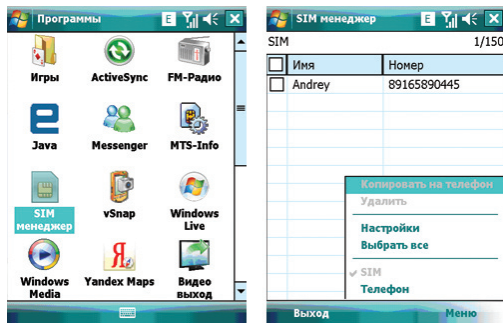 Программы
E
Игры ActiveSync FM-Радио
Java Messenger MTS-Info
SIM менеджер vSnap Windows Live
Windows Media Yandex Maps Видео выход
SIM менеджер
E
SIM 1/150
Имя Номер
Andrey 89165890445
Копировать на телефон
Удалить
Настройки
Выбрать все
SIM
Телефон
Выход Меню